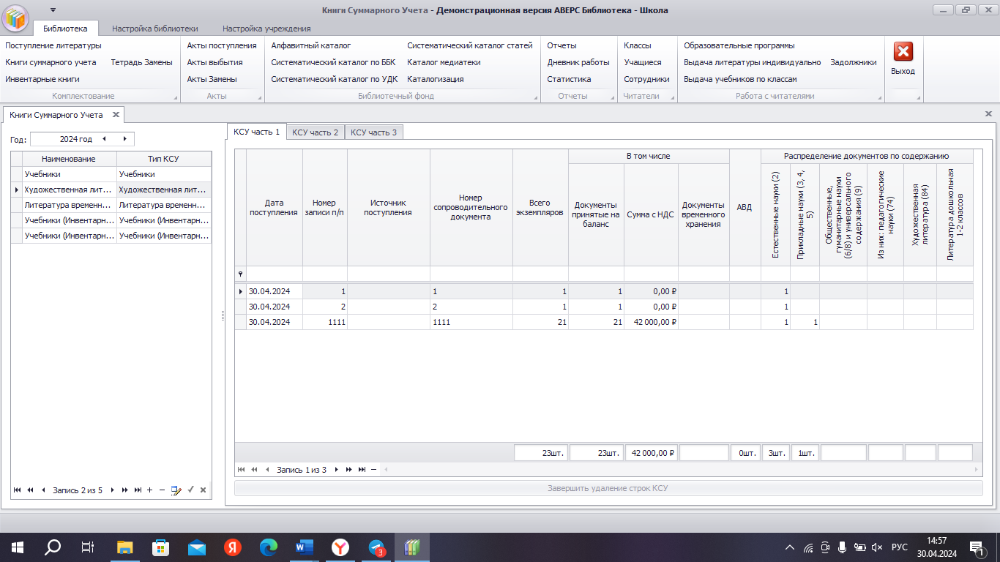 Книги Суммарного Учета - Демонстрационная версия АВЕРС Библиотека - Школа
Библиотека Настройка библиотеки Настройка учреждения
Поступление литературы
Книги суммарного учета Тетрадь Замены
Инвентарные книги
Комплектование
Акты поступления
Акты выбытия
Акты Замены
Акты
Алфавитный каталог Систематический каталог статей
Систематический каталог по ББК Каталог медиатеки
Систематический каталог по УДК Каталогизация
Библиотечный фонд
Отчеты
Дневник работы
Статистика
Отчеты
Классы
Учащиеся
Сотрудники
Читатели
Образовательные программы
Выдача литературы индивидуально Задолжники
Выдача учебников по классам
Работа с читателями
Выход
Книги Суммарного Учета
Год: 2024 год
Наименование Тип КСУ
Учебники Учебники
Художественная лит... Художественная лит...
Литература временн... Литература временн...
Учебники (Инвентарн... Учебники (Инвентарн...
Учебники (Инвентарн... Учебники (Инвентарн...
Запись 2 из 5
КСУ часть 1 КСУ часть 2 КСУ часть 3
Дата
поступления
Номер
записи п/п
Источник
поступления
Номер
сопроводительного
документа
Всего
экземпляров
В том числе
Документы
принятые на
баланс
Сумма с НДС
Документы
временного
хранения
АВД
Распределение документов по содержанию
Естественные науки (2)
Прикладные науки (3, 4,
5)
Общественные,
гуманитарные науки
(6/8) и универсального
содержания (9)
Из них: педагогические
науки (74)
Художественная
литература (84)
Литература дошкольная
1-2 классов
30.04.2024 1 1 1 1 0,00 ₽ 1
30.04.2024 2 2 1 1 0,00 ₽ 1
30.04.2024 1111 1111 21 21 42 000,00 ₽ 1 1
23шт. 23шт. 42 000,00 ₽ 0шт. 3шт. 1шт.
Запись 1 из 3
Завершить удаление строк КСУ
3
РУС
14:57
30.04.2024
1